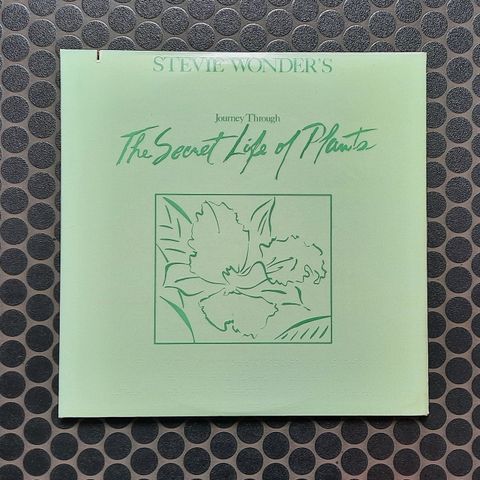 STEVIE WONDER'S
Journey Through
The Secret Life of Plants